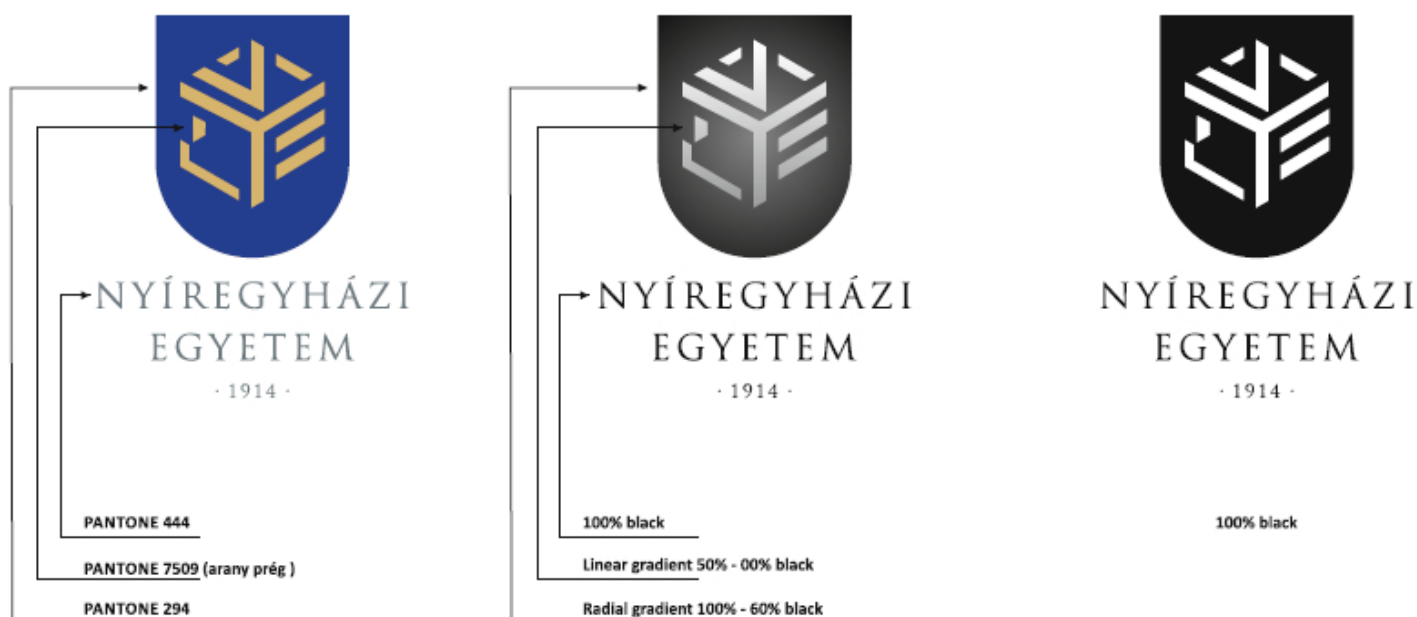 NYÍREGYHÁZI
EGYETEM
· 1914 ·
PANTONE 444
PANTONE 7509 (arany prég )
PANTONE 294
NYÍREGYHÁZI
EGYETEM
· 1914 ·
100% black
Linear gradient 50% - 00% black
Radial gradient 100% - 60% black
NYÍREGYHÁZI
EGYETEM
· 1914 ·
100% black